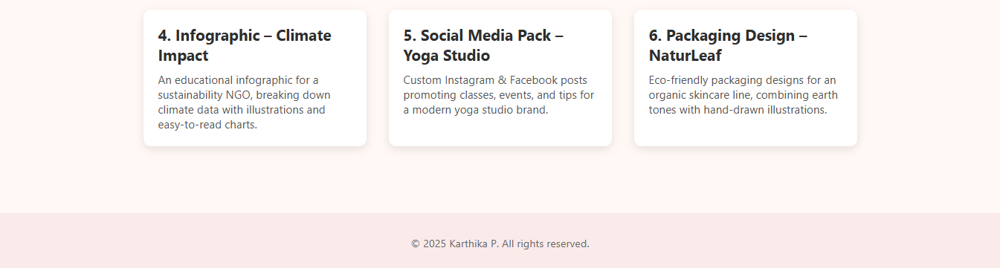 4. Infographic – Climate
Impact
An educational infographic for a
sustainability NGO, breaking down
climate data with illustrations and
easy-to-read charts.
5. Social Media Pack –
Yoga Studio
Custom Instagram & Facebook posts
promoting classes, events, and tips for
a modern yoga studio brand.
6. Packaging Design –
NaturLeaf
Eco-friendly packaging designs for an
organic skincare line, combining earth
tones with hand-drawn illustrations.
© 2025 Karthika P. All rights reserved.